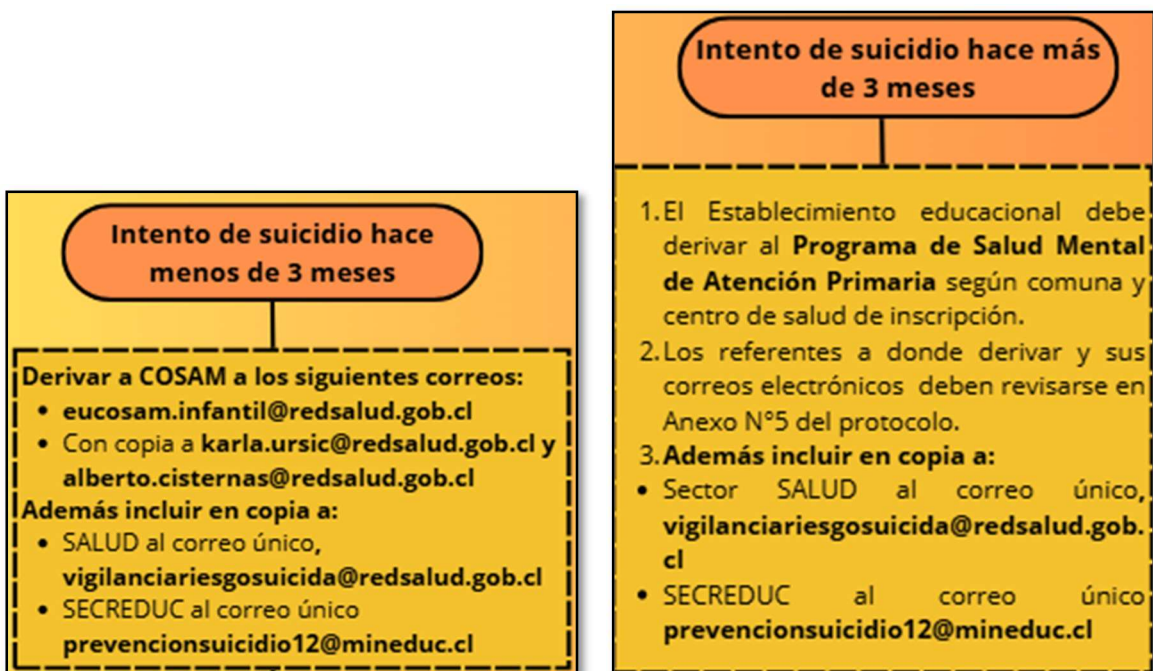 Intento de suicidio hace
menos de 3 meses
Derivar a COSAM a los siguientes correos:
• eucosam.infantil@redsalud.gob.cl
• Con copia a karla.ursic@redsalud.gob.cl y
alberto.cisternas@redsalud.gob.cl
Además incluir en copia a:
• SALUD al correo único,
vigilanciariesgosuicida@redsalud.gob.cl
• SECREDUC al correo único
prevencionsuicidio12@mineduc.cl
Intento de suicidio hace más
de 3 meses
1. El Establecimiento educacional debe
derivar al Programa de Salud Mental
de Atención Primaria según comuna y
centro de salud de inscripción.
2. Los referentes a donde derivar y sus
correos electrónicos deben revisarse en
Anexo N°5 del protocolo.
3. Además incluir en copia a:
• Sector SALUD al correo único,
vigilanciariesgosuicida@redsalud.gob.
cl
• SECREDUC al correo único
prevencionsuicidio12@mineduc.cl